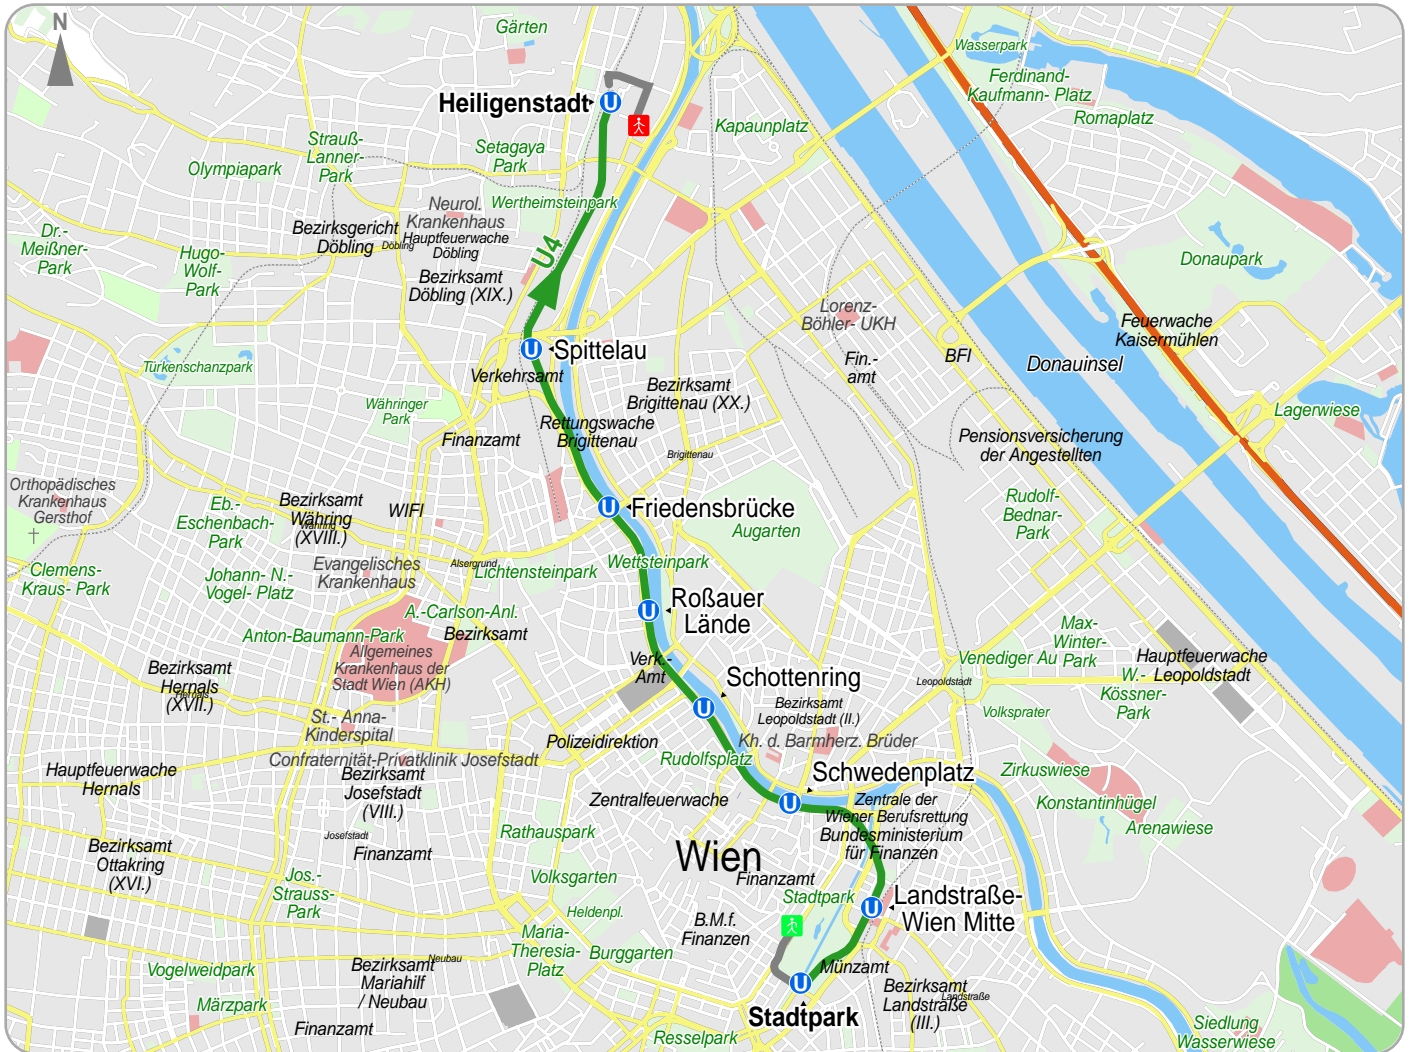 N
Gärten
Wasserpark
Ferdinand-
Kaufmann- Platz
Heiligenstadt
U
Kapaunplatz
Romaplatz
Strauß-
Lanner-
Park
Setagaya
Park
Olympiapark
Neurol.
Krankenhaus
Wertheimsteinpark
Bezirksgericht
Döbling
Döbling
Hauptfeuerwache
Döbling
Dr.-
Meißner-
Park
Hugo-
Wolf-
Park
U4
Donaupark
Bezirksamt
Döbling (XIX.)
Lorenz-
Böhler- UKH
Feuerwache
Kaisermühlen
U
Spittelau
Fin.-
amt
BFI
Donauinsel
Türkenschanzpark
Verkehrsamt
Bezirksamt
Brigittenau (XX.)
Währinger
Park
Lagerwiese
Rettungswache
Brigittenau
Finanzamt
Brigittenau
Pensionsversicherung
der Angestellten
Orthopädisches
Krankenhaus
Gersthof
Eb.-
Eschenbach-
Park
Bezirksamt
Währing
Währing
(XVIII.)
WIFI
U
Friedensbrücke
Augarten
Rudolf-
Bednar-
Park
Clemens-
Kraus- Park
Johann- N.-
Vogel- Platz
Evangelisches
Krankenhaus
Alsergrund
Lichtensteinpark
Wettsteinpark
A.-Carlson-Anl.
U
Roßauer
Lände
Anton-Baumann-Park
Bezirksamt
Allgemeines
Krankenhaus der
Stadt Wien (AKH)
Max-
Winter-
Park
Venediger Au
Hauptfeuerwache
Leopoldstadt
Bezirksamt
Hernals
Hernals
(XVII.)
Verk.-
Amt
Schottenring
U
Leopoldstadt
W.-
Kössner-
Park
Bezirksamt
Leopoldstadt (II.)
Volksprater
St.- Anna-
Kinderspital
Polizeidirektion
Kh. d. Barmherz. Brüder
Confraternität-Privatklinik Josefstadt
Rudolfsplatz
Hauptfeuerwache
Hernals
Bezirksamt
Josefstadt
(VIII.)
Schwedenplatz
U
Zirkuswiese
Zentralfeuerwache
Zentrale der
Wiener Berufsrettung
Konstantinhügel
Josefstadt
Rathauspark
Bundesministerium
für Finanzen
Arenawiese
Bezirksamt
Ottakring
(XVI.)
Finanzamt
Wien
Jos.-
Strauss-
Park
Volksgarten
Finanzamt
Stadtpark
Heldenpl.
U
Landstraße-
Wien Mitte
B.M.f.
Finanzen
Maria-
Theresia-
Platz
Burggarten
Vogelweidpark
Bezirksamt
Neubau
Mariahilf
/ Neubau
Münzamt
U
Bezirksamt
Landstraße
Landstraße
(III.)
Märzpark
Stadtpark
Finanzamt
Resselpark
Siedlung
Wasserwiese